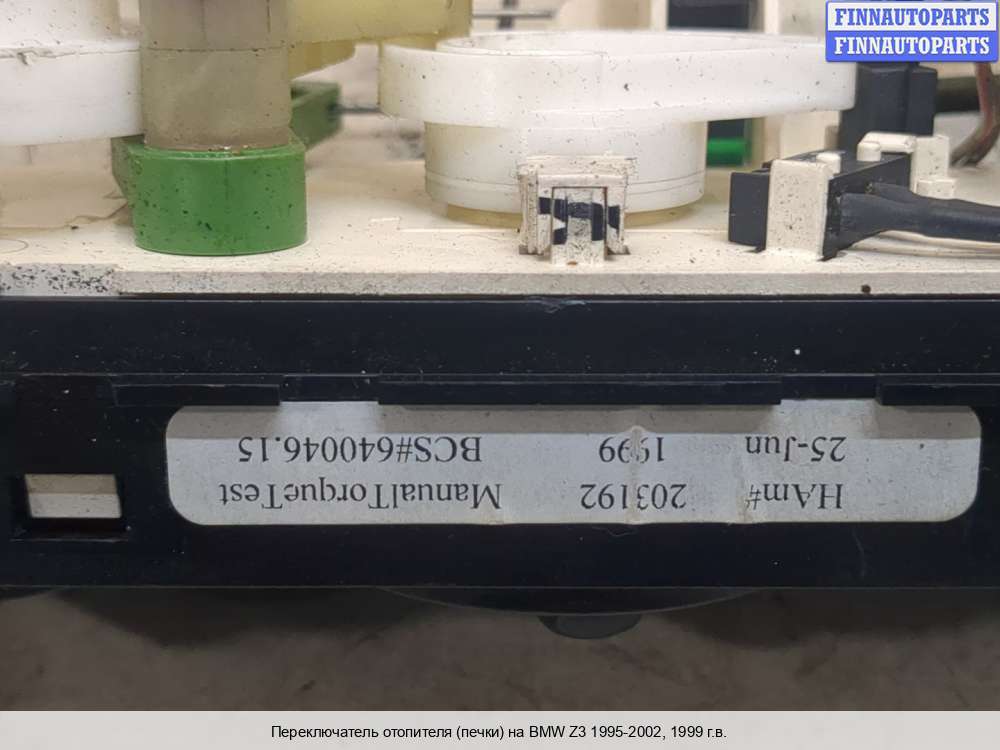 FINNAUTOPARTS
FINNAUTOPARTS
HAm# 203192 ManualTorqueTest
25-Jun 1999 BCS#640046.15
Переключатель отопителя (печки) на BMW Z3 1995-2002, 1999 г.в.